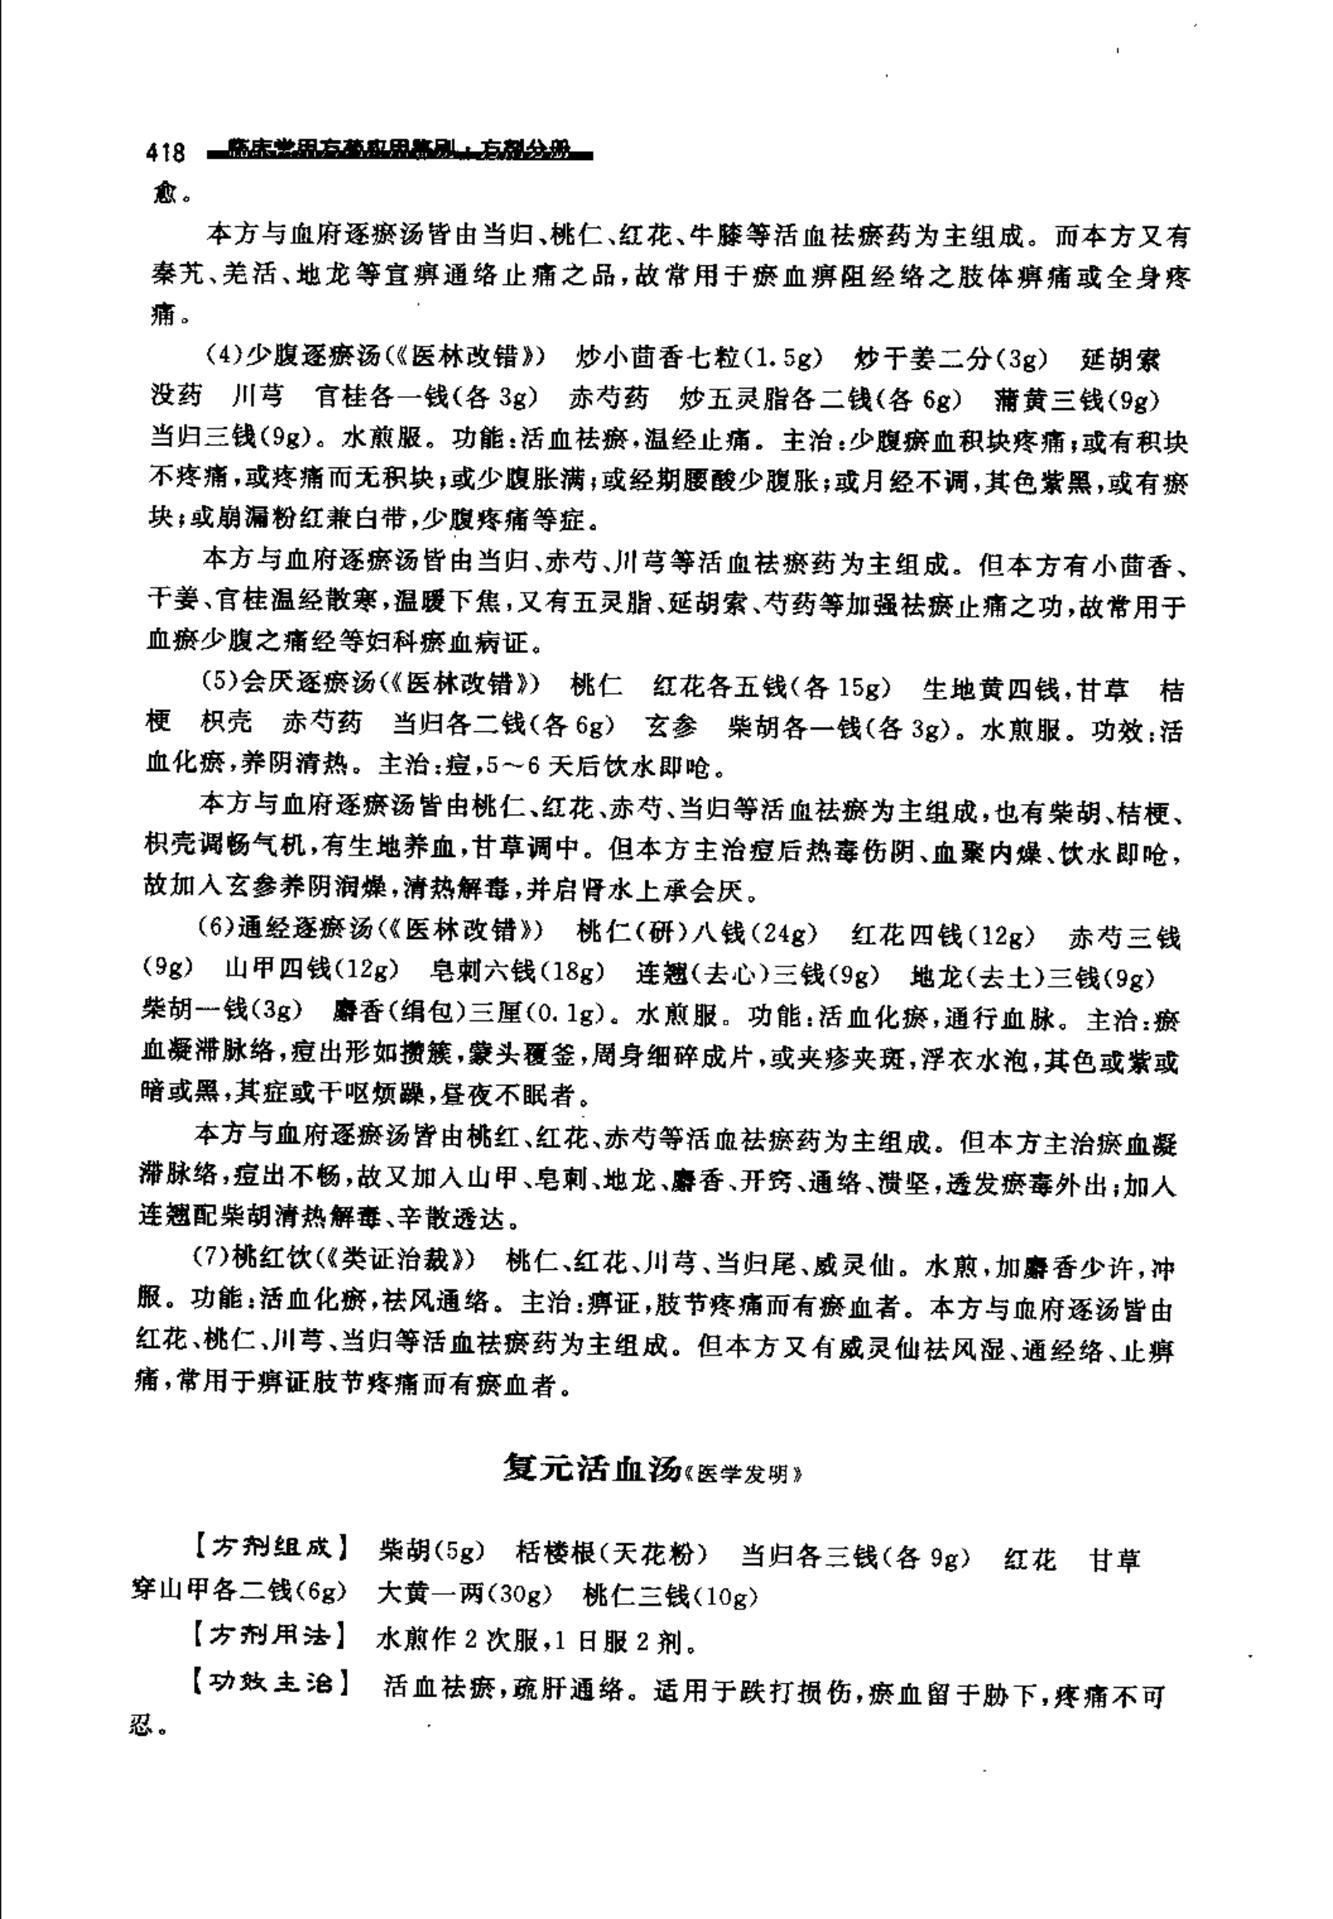 418 临床常用方药应用鉴别·方剂分册
愈。
本方与血府逐瘀汤皆由当归、桃仁、红花、牛膝等活血祛瘀药为主组成。而本方又有
秦艽、羌活、地龙等宣痹通络止痛之品,故常用于瘀血痹阻经络之肢体痹痛或全身疼
痛。
(4)少腹逐瘀汤(《医林改错》) 炒小茴香七粒(1.5g) 炒干姜二分(3g) 延胡索
没药 川芎 官桂各一钱(各 3g) 赤芍药 炒五灵脂各二钱(各 6g) 蒲黄三钱(9g)
当归三钱(9g)。水煎服。功能:活血祛瘀,温经止痛。主治:少腹瘀血积块疼痛;或有积块
不疼痛,或疼痛而无积块;或少腹胀满;或经期腰酸少腹胀;或月经不调,其色紫黑,或有瘀
块;或崩漏粉红兼白带,少腹疼痛等症。
本方与血府逐瘀汤皆由当归、赤芍、川芎等活血祛瘀药为主组成。但本方有小茴香、
干姜、官桂温经散寒,温暖下焦,又有五灵脂、延胡索、芍药等加强祛瘀止痛之功,故常用于
血瘀少腹之痛经等妇科瘀血病证。
(5)会厌逐瘀汤(《医林改错》) 桃仁 红花各五钱(各 15g) 生地黄四钱,甘草 桔
梗 枳壳 赤芍药 当归各二钱(各 6g) 玄参 柴胡各一钱(各 3g)。水煎服。功效:活
血化瘀,养阴清热。主治:痘,5～6 天后饮水即呛。
本方与血府逐瘀汤皆由桃仁、红花、赤芍、当归等活血祛瘀为主组成,也有柴胡、桔梗、
枳壳调畅气机,有生地养血,甘草调中。但本方主治痘后热毒伤阴、血聚内燥、饮水即呛,
故加入玄参养阴润燥,清热解毒,并启肾水上承会厌。
(6)通经逐瘀汤(《医林改错》) 桃仁(研)八钱(24g) 红花四钱(12g) 赤芍三钱
(9g) 山甲四钱(12g) 皂刺六钱(18g) 连翘(去心)三钱(9g) 地龙(去土)三钱(9g)
柴胡一钱(3g) 麝香(绢包)三厘(0.1g)。水煎服。功能:活血化瘀,通行血脉。主治:瘀
血凝滞脉络,痘出形如攒簇,蒙头覆釜,周身细碎成片,或夹疹夹斑,浮衣水泡,其色或紫或
暗或黑,其症或干呕烦躁,昼夜不眠者。
本方与血府逐瘀汤皆由桃红、红花、赤芍等活血祛瘀药为主组成。但本方主治瘀血凝
滞脉络,痘出不畅,故又加入山甲、皂刺、地龙、麝香、开窍、通络、溃坚,透发瘀毒外出;加入
连翘配柴胡清热解毒、辛散透达。
(7)桃红饮(《类证治裁》) 桃仁、红花、川芎、当归尾、威灵仙。水煎,加麝香少许,冲
服。功能:活血化瘀,祛风通络。主治:痹证,肢节疼痛而有瘀血者。本方与血府逐汤皆由
红花、桃仁、川芎、当归等活血祛瘀药为主组成。但本方又有威灵仙祛风湿、通经络、止痹
痛,常用于痹证肢节疼痛而有瘀血者。
复元活血汤《医学发明》
【方剂组成】 柴胡(5g) 栝楼根(天花粉) 当归各三钱(各 9g) 红花 甘草
穿山甲各二钱(6g) 大黄一两(30g) 桃仁三钱(10g)
【方剂用法】 水煎作 2 次服,1 日服 2 剂。
【功效主治】 活血祛瘀,疏肝通络。适用于跌打损伤,瘀血留于胁下,疼痛不可
忍。